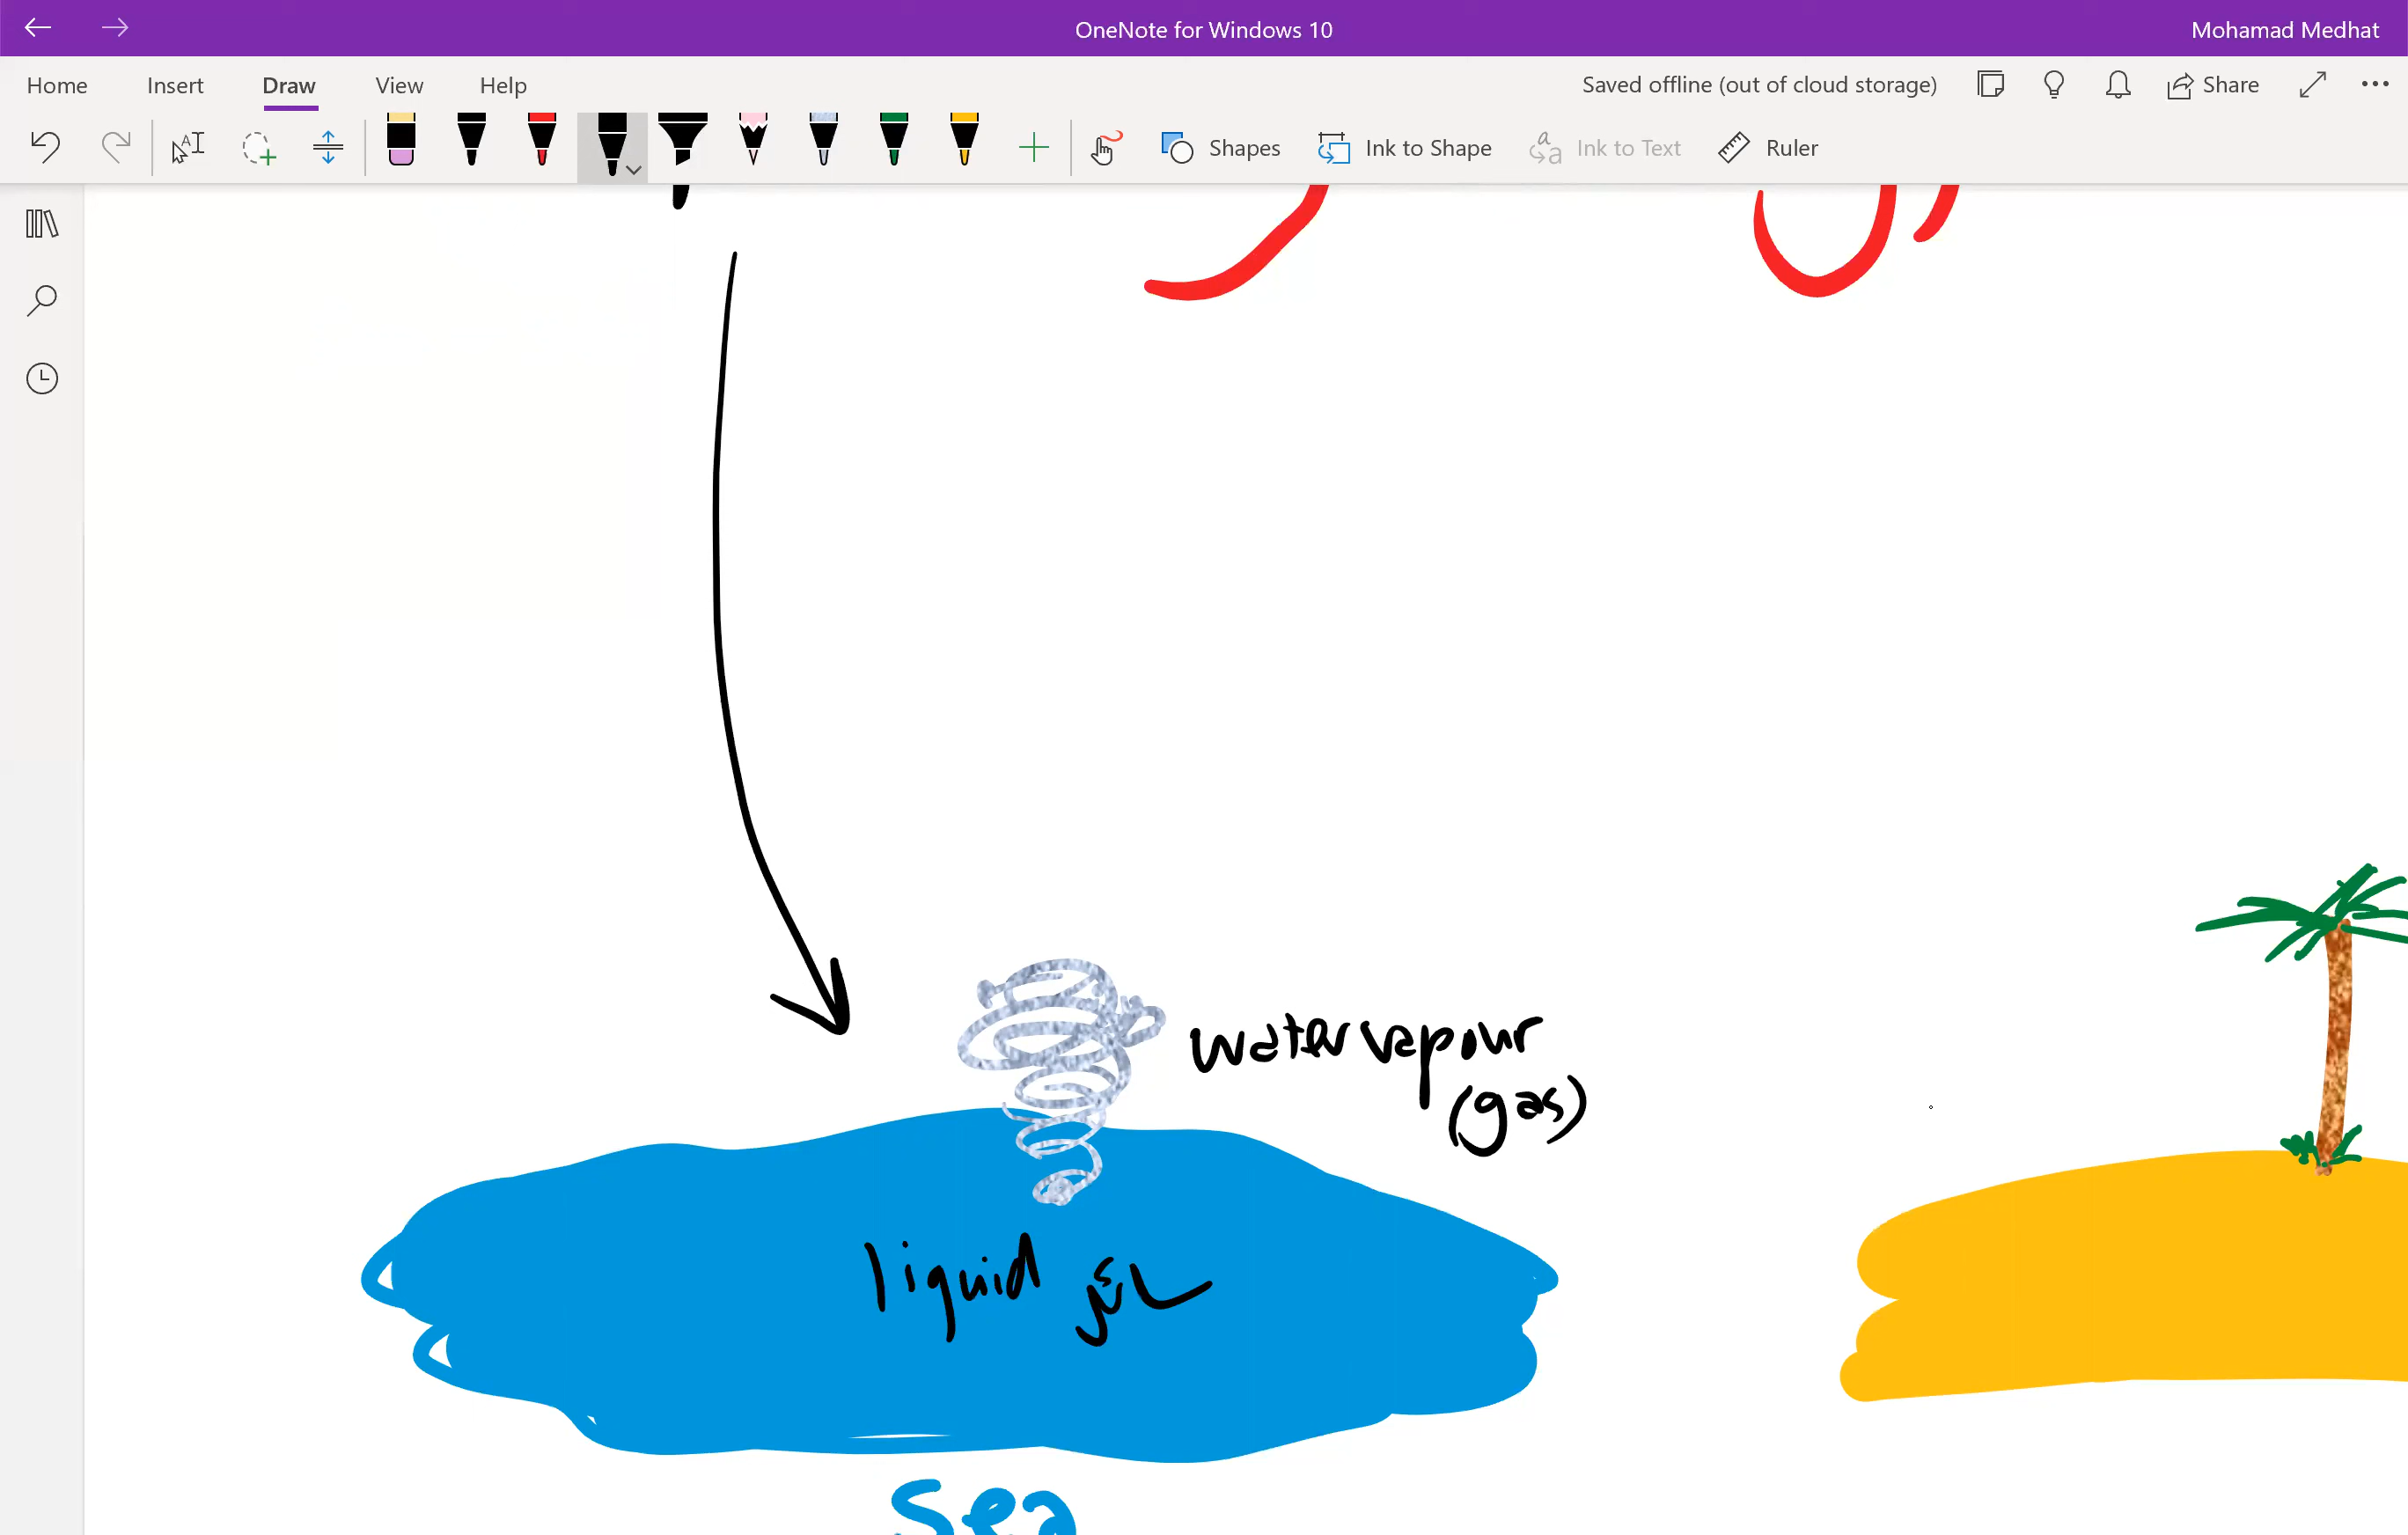 OneNote for Windows 10
Mohamad Medhat
Home Insert Draw View Help
Saved offline (out of cloud storage)
Share
Shapes
Ink to Shape
Ink to Text
Ruler
water vapour
(gas)
liquid سائل
Sea